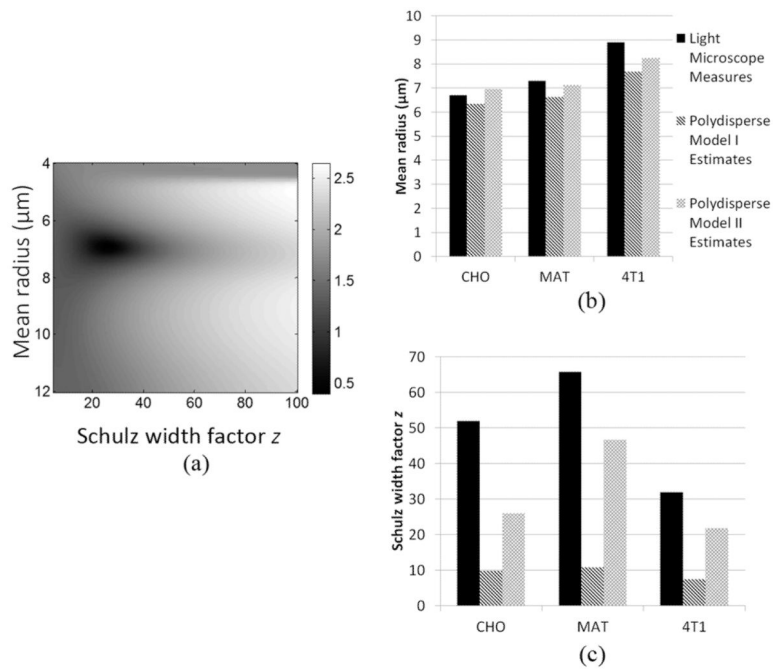 Mean radius (μm)
4
6
8
10
12
20
40
60
80
100
2.5
2
1.5
1
0.5
Schulz width factor z
(a)
Mean radius (μm)
10
9
8
7
6
5
4
3
2
1
0
CHO
MAT
4T1
Light
Microscope
Measures
Polydisperse
Model I
Estimates
Polydisperse
Model II
Estimates
(b)
Schulz width factor z
70
60
50
40
30
20
10
0
CHO
MAT
4T1
(c)